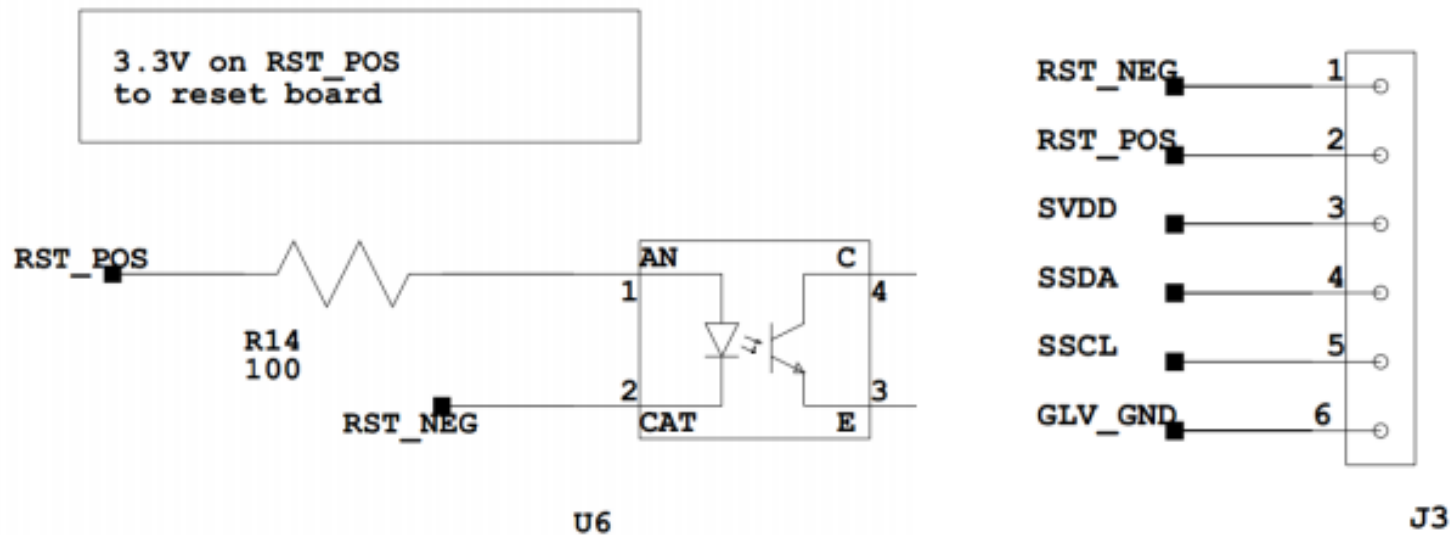 3.3V on RST_POS
to reset board
RST_POS
R14
100
AN
C
1
4
2
3
RST_NEG
CAT
E
U6
RST_NEG
1
RST_POS
2
SVDD
3
SSDA
4
SSCL
5
GLV_GND
6
J3